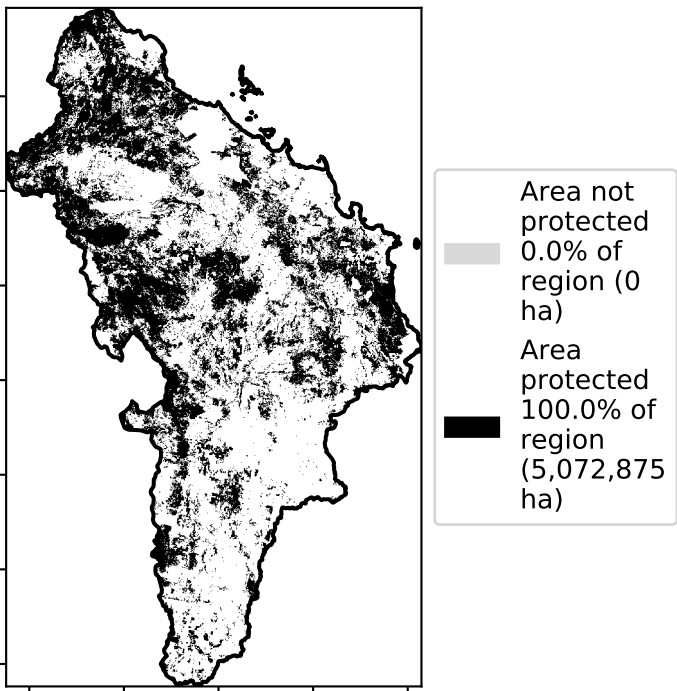 Area not
protected
0.0% of
region (0
ha)
Area
protected
100.0% of
region
(5,072,875
ha)